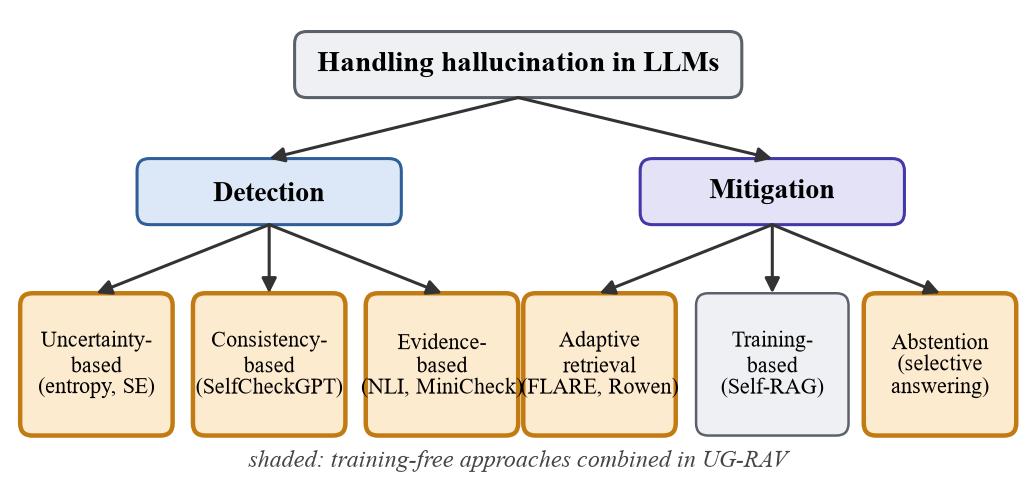 Handling hallucination in LLMs
Detection
Mitigation
Uncertainty-
based
(entropy, SE)
Consistency-
based
(SelfCheckGPT)
Evidence-
based
(NLI, MiniCheck)
Adaptive
retrieval
(FLARE, Rowen)
Training-
based
(Self-RAG)
Abstention
(selective
answering)
shaded: training-free approaches combined in UG-RAV